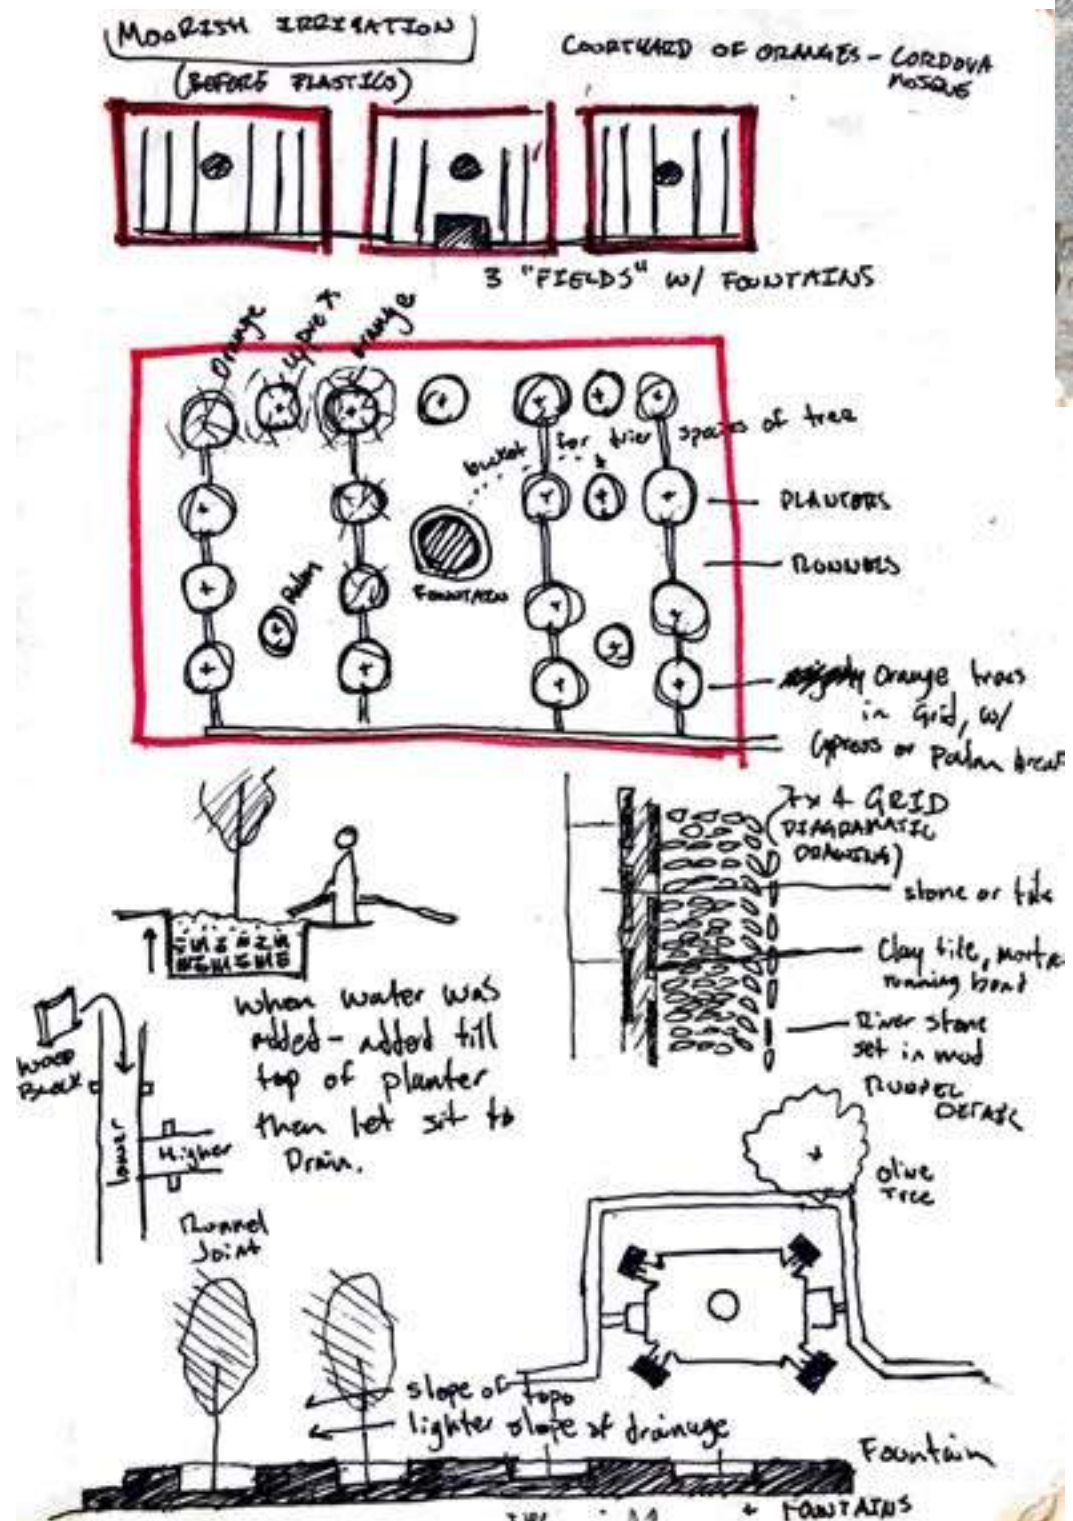 MOORISH IRRIGATION
(BEFORE PLASTICS)
COURTYARD OF ORANGES - CORDOVA
MOSQUE
3 "FIELDS" W/ FOUNTAINS
Orange
orange
bucket for trier spaces of tree
PLANTERS
RUNNELS
FOUNTAIN
Palm
Orange trees
in Grid, w/
Cypress or Palm trees
7x4 GRID
DIAGRAMATIC
DRAWING)
stone or tile
Clay tile, mortar
running bond
River stone
set in mud
RUNNEL
DETAIL
when water was
added - added till
top of planter
then let sit to
Drain.
WOOD
BLOCK
lower
Higher
Runnel
Joint
Olive
Tree
slope of topo
lighter slope of drainage
Fountain
+ FOUNTAINS